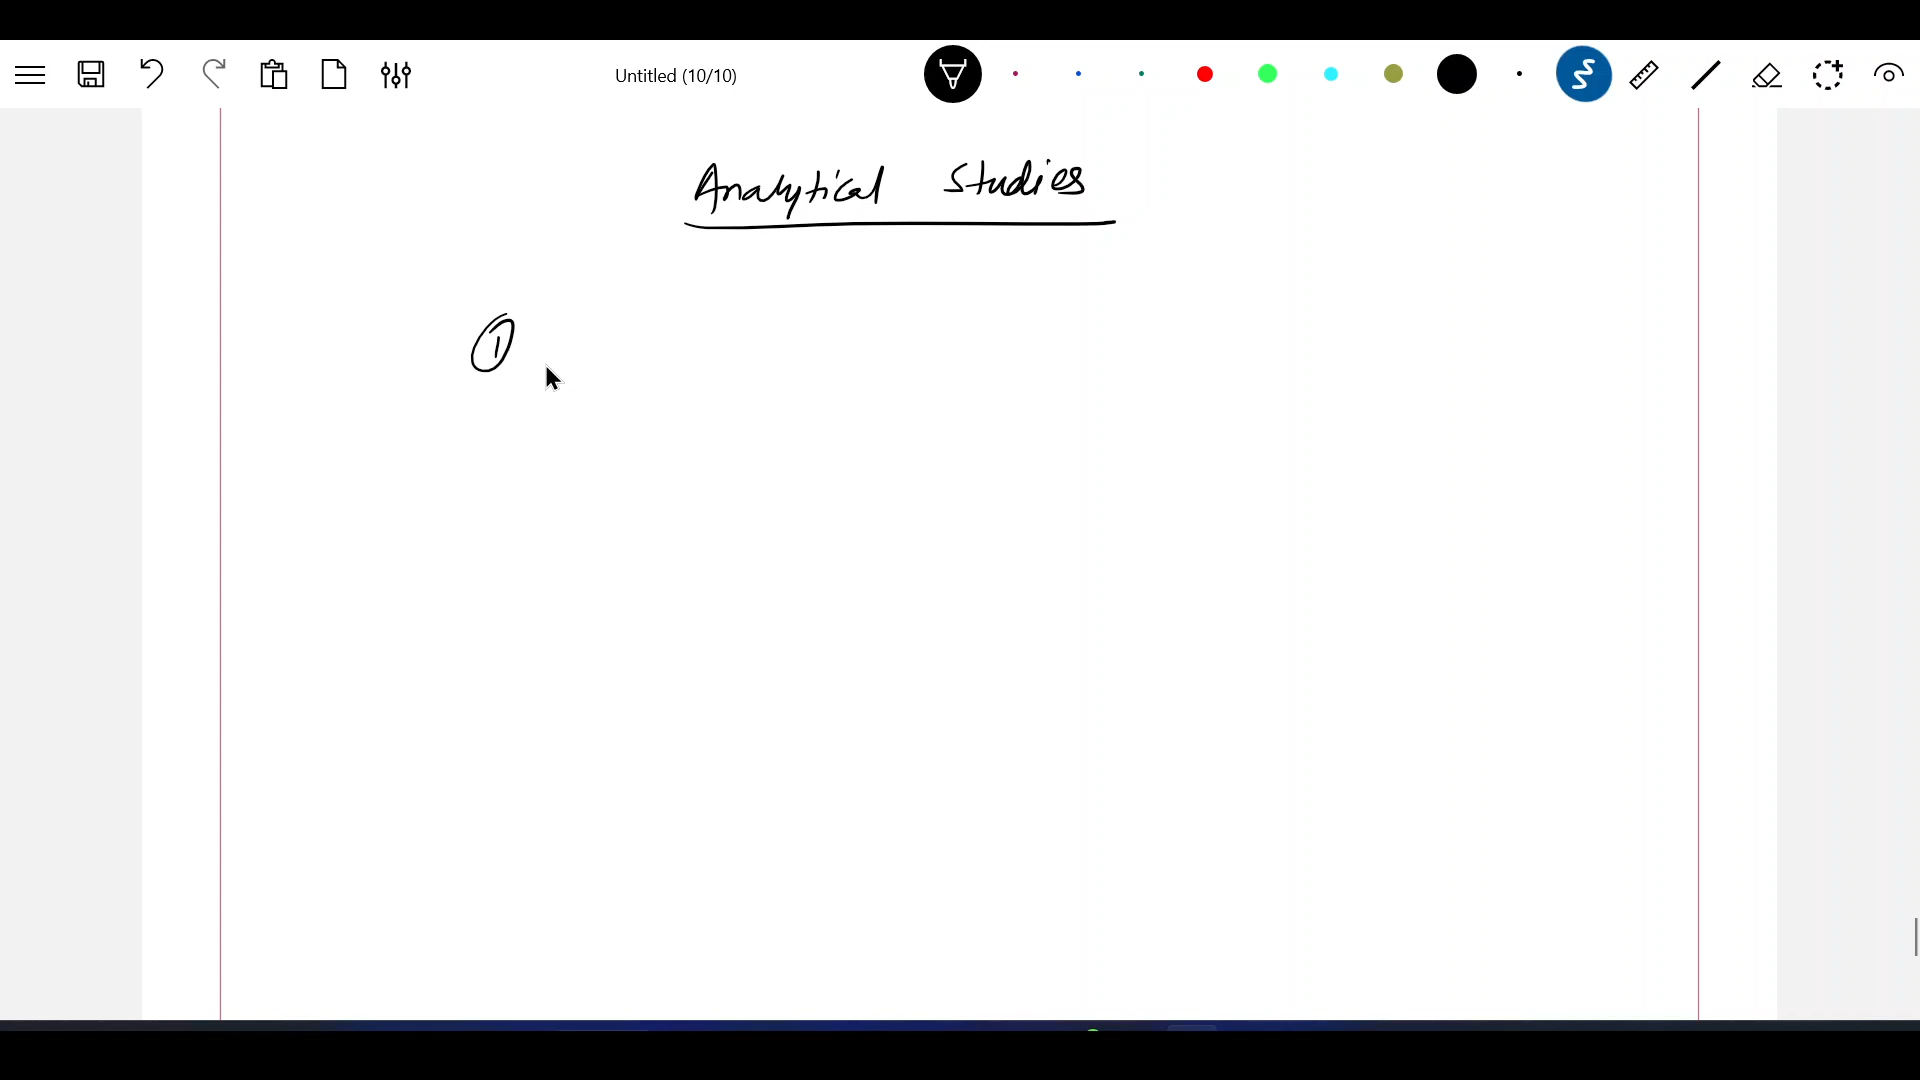 Untitled (10/10)
Analytical Studies
①